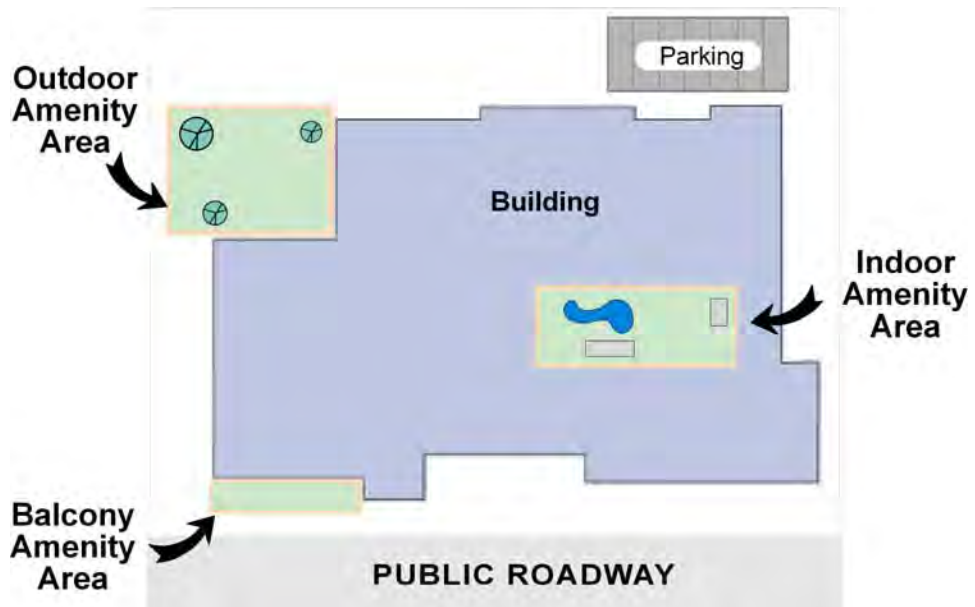 Parking
Outdoor
Amenity
Area
Building
Indoor
Amenity
Area
Balcony
Amenity
Area
PUBLIC ROADWAY